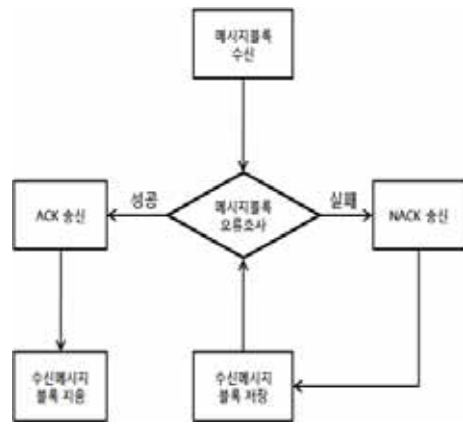 메시지블록
수신
성공
실패
ACK 송신
메시지블록
오류조사
NACK 송신
수신메시지
블록 지움
수신메시지
블록 저장